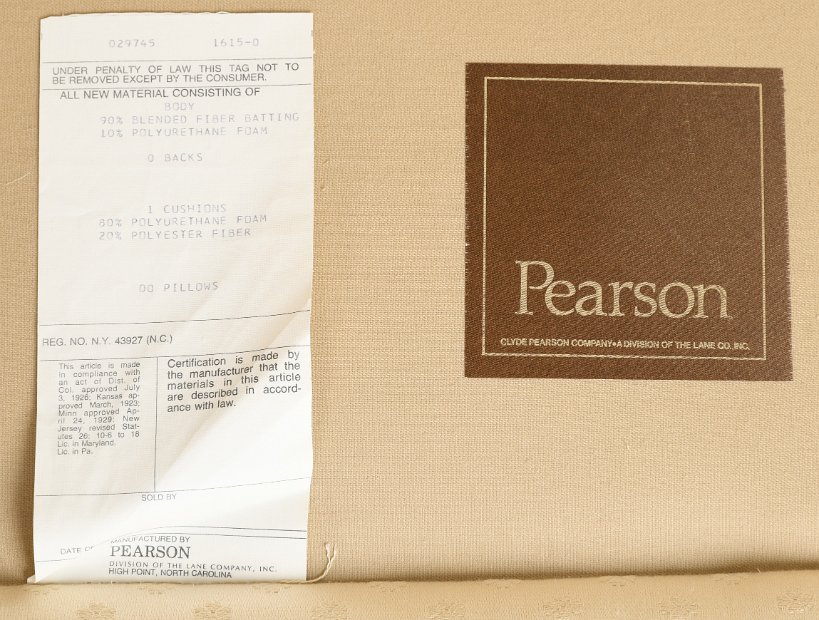 029745 1615-D
UNDER PENALTY OF LAW THIS TAG NOT TO
BE REMOVED EXCEPT BY THE CONSUMER.
ALL NEW MATERIAL CONSISTING OF
BODY
90% BLENDED FIBER BATTING
10% POLYURETHANE FOAM
0 BACKS
1 CUSHIONS
80% POLYURETHANE FOAM
20% POLYESTER FIBER
00 PILLOWS
REG. NO. N.Y. 43927 (N.C.)
This article is made
in compliance with
an act of Dist. of
Col. approved July
3, 1926; Kansas ap-
proved March, 1923;
Minn approved Ap-
ril 24, 1929; New
Jersey revised Stat-
utes 26: 10-6 to 18
Lic. in Maryland.
Lic. in Pa.
Certification is made by
the manufacturer that the
materials in this article
are described in accord-
ance with law.
SOLD BY
DATE OF
MANUFACTURED BY
PEARSON
DIVISION OF THE LANE COMPANY, INC.
HIGH POINT, NORTH CAROLINA
Pearson
CLYDE PEARSON COMPANY•A DIVISION OF THE LANE CO. INC.